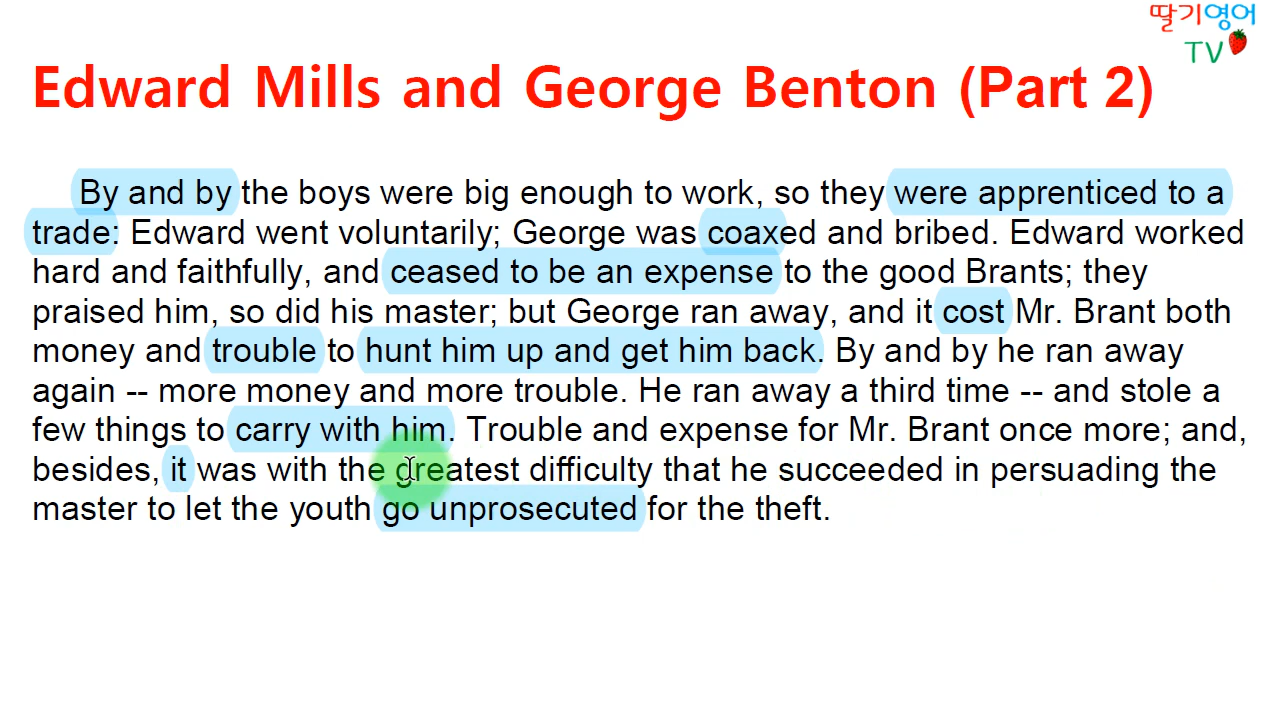 딸기영어
TV
Edward Mills and George Benton (Part 2)
By and by the boys were big enough to work, so they were apprenticed to a
trade: Edward went voluntarily; George was coaxed and bribed. Edward worked
hard and faithfully, and ceased to be an expense to the good Brants; they
praised him, so did his master; but George ran away, and it cost Mr. Brant both
money and trouble to hunt him up and get him back. By and by he ran away
again -- more money and more trouble. He ran away a third time -- and stole a
few things to carry with him. Trouble and expense for Mr. Brant once more; and,
besides, it was with the greatest difficulty that he succeeded in persuading the
master to let the youth go unprosecuted for the theft.